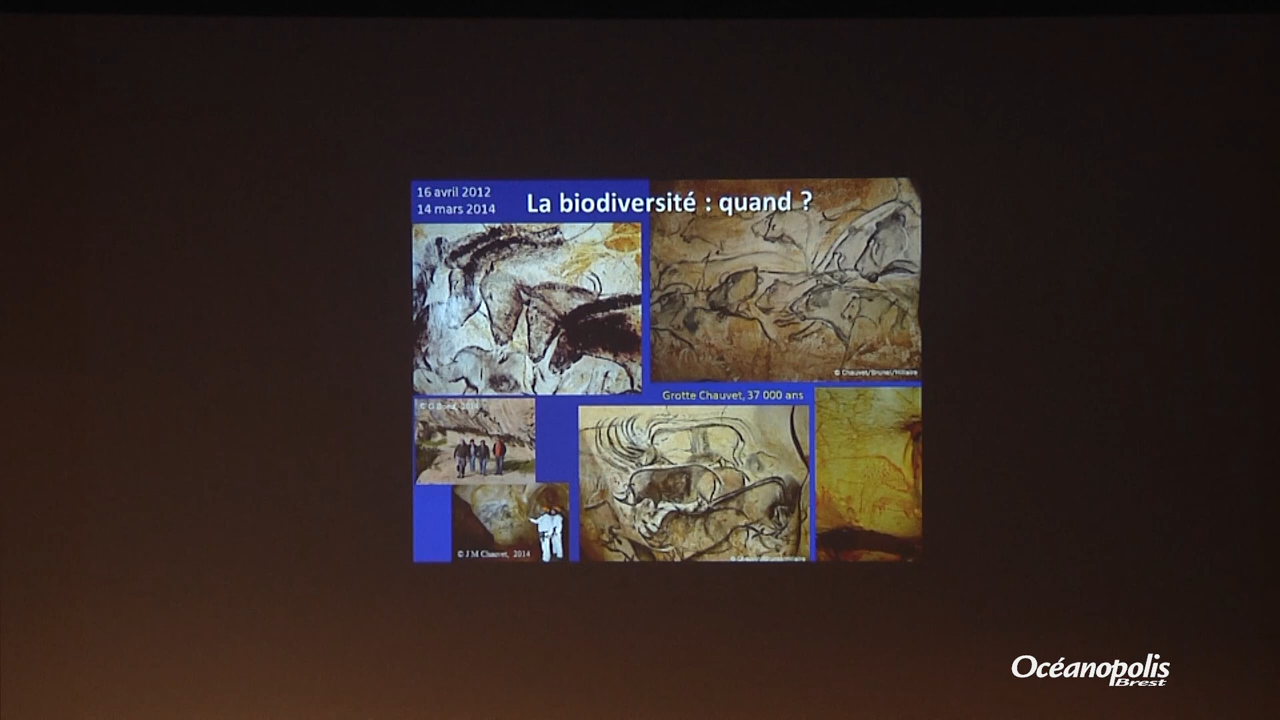 16 avril 2012
14 mars 2014
La biodiversité : quand ?
© Chauvet/Brunel/Hillaire
Grotte Chauvet, 37 000 ans
2014
© J M Chauvet, 2014
Océanopolis
Brest